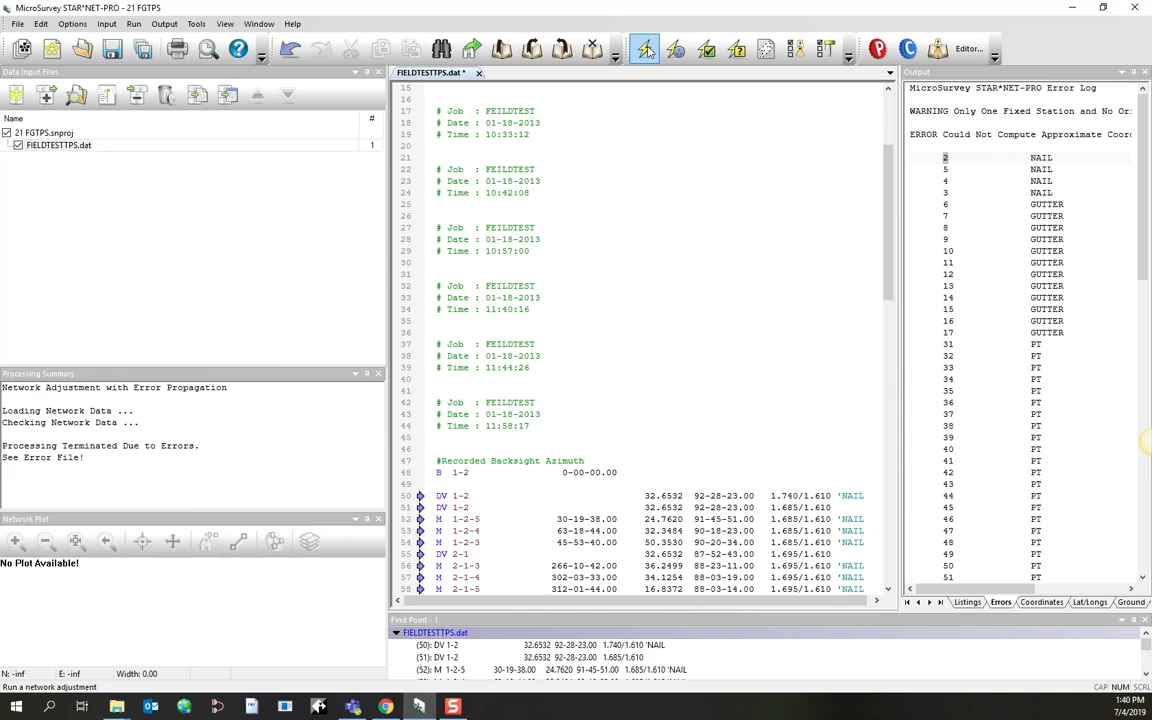 MicroSurvey STAR*NET-PRO - 21 FGTPS
File Edit Options Input Run Output Tools View Window Help
Editor...
Data Input Files
Name #
21 FGTPS.snproj
FIELDTESTTPS.dat 1
Processing Summary
Network Adjustment with Error Propagation
Loading Network Data ...
Checking Network Data ...
Processing Terminated Due to Errors.
See Error File!
Network Plot
No Plot Available!
N: -inf E: -inf Width: 0.00
Run a network adjustment
FIELDTESTTPS.dat *
15
16
17 # Job : FEILDTEST
18 # Date : 01-18-2013
19 # Time : 10:33:12
20
21
22 # Job : FEILDTEST
23 # Date : 01-18-2013
24 # Time : 10:42:08
25
26
27 # Job : FEILDTEST
28 # Date : 01-18-2013
29 # Time : 10:57:00
30
31
32 # Job : FEILDTEST
33 # Date : 01-18-2013
34 # Time : 11:40:16
35
36
37 # Job : FEILDTEST
38 # Date : 01-18-2013
39 # Time : 11:44:26
40
41
42 # Job : FEILDTEST
43 # Date : 01-18-2013
44 # Time : 11:58:17
45
46
47 #Recorded Backsight Azimuth
48 B 1-2 0-00-00.00
49
50 DV 1-2 32.6532 92-28-23.00 1.740/1.610 'NAIL
51 DV 1-2 32.6532 92-28-23.00 1.685/1.610
52 M 1-2-5 30-19-38.00 24.7620 91-45-51.00 1.685/1.610 'NAIL
53 M 1-2-4 63-18-44.00 32.3484 90-18-23.00 1.685/1.610 'NAIL
54 M 1-2-3 45-53-40.00 50.3530 90-20-34.00 1.685/1.610 'NAIL
55 DV 2-1 32.6532 87-52-43.00 1.695/1.610
56 M 2-1-3 266-10-42.00 36.2499 88-23-11.00 1.695/1.610 'NAIL
57 M 2-1-4 302-03-33.00 34.1254 88-03-19.00 1.695/1.610 'NAIL
58 M 2-1-5 312-01-44.00 16.8372 88-03-14.00 1.695/1.610 'NAIL
Find Point - 1
FIELDTESTTPS.dat
(50): DV 1-2 32.6532 92-28-23.00 1.740/1.610 'NAIL
(51): DV 1-2 32.6532 92-28-23.00 1.685/1.610
(52): M 1-2-5 30-19-38.00 24.7620 91-45-51.00 1.685/1.610 'NAIL
Output
MicroSurvey STAR*NET-PRO Error Log
WARNING Only One Fixed Station and No Or
ERROR Could Not Compute Approximate Coor
2 NAIL
5 NAIL
4 NAIL
3 NAIL
6 GUTTER
7 GUTTER
8 GUTTER
9 GUTTER
10 GUTTER
11 GUTTER
12 GUTTER
13 GUTTER
14 GUTTER
15 GUTTER
16 GUTTER
17 GUTTER
31 PT
32 PT
33 PT
34 PT
35 PT
36 PT
37 PT
38 PT
39 PT
40 PT
41 PT
42 PT
43 PT
44 PT
45 PT
46 PT
47 PT
48 PT
49 PT
50 PT
51 PT
Listings Errors Coordinates Lat/Longs Ground
CAP NUM SCRL
1:40 PM
7/4/2019